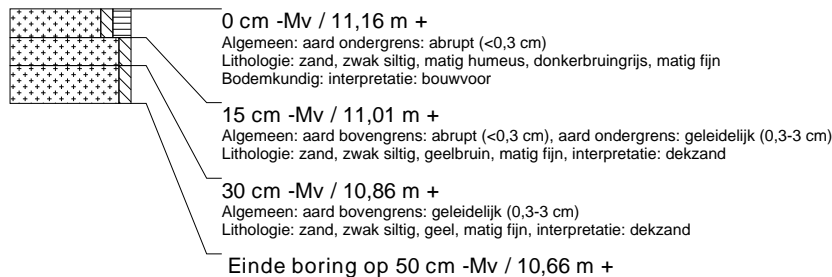 0 cm -Mv / 11,16 m +
Algemeen: aard ondergrens: abrupt (<0,3 cm)
Lithologie: zand, zwak siltig, matig humeus, donkerbruingrijs, matig fijn
Bodemkundig: interpretatie: bouwvoor
15 cm -Mv / 11,01 m +
Algemeen: aard bovengrens: abrupt (<0,3 cm), aard ondergrens: geleidelijk (0,3-3 cm)
Lithologie: zand, zwak siltig, geelbruin, matig fijn, interpretatie: dekzand
30 cm -Mv / 10,86 m +
Algemeen: aard bovengrens: geleidelijk (0,3-3 cm)
Lithologie: zand, zwak siltig, geel, matig fijn, interpretatie: dekzand
Einde boring op 50 cm -Mv / 10,66 m +